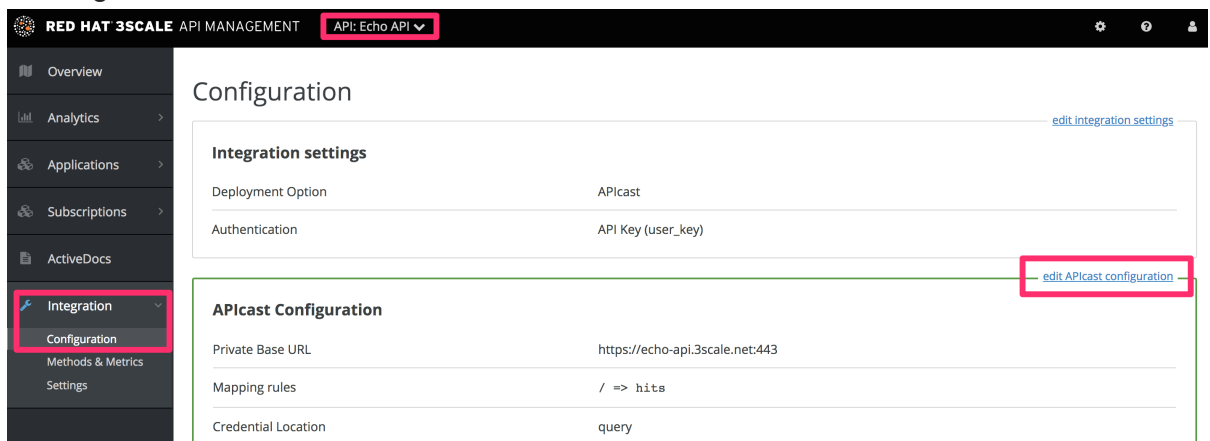 RED HAT 3SCALE API MANAGEMENT API: Echo API
Overview
Analytics
Applications
Subscriptions
ActiveDocs
Integration
Configuration
Methods & Metrics
Settings
Configuration
edit integration settings
Integration settings
Deployment Option APIcast
Authentication API Key (user_key)
edit APIcast configuration
APIcast Configuration
Private Base URL https://echo-api.3scale.net:443
Mapping rules / => hits
Credential Location query